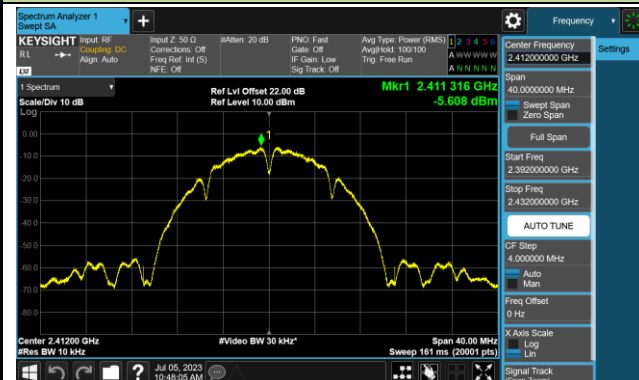 Spectrum Analyzer 1
Swept SA
Frequency
KEYSIGHT Input: RF
RL
Coupling: DC
Align: Auto
LXI
Input Z: 50 Ω
Corrections: Off
Freq Ref: Int (S)
NFE: Off
#Atten: 20 dB
PNO: Fast
Gate: Off
IF Gain: Low
Sig Track: Off
Avg Type: Power (RMS)
Avg|Hold: 100/100
Trig: Free Run
1 2 3 4 5 6
A W W W W W
A N N N N N
Center Frequency
2.412000000 GHz
Settings
Span
40.0000000 MHz
Swept Span
Zero Span
Full Span
Start Freq
2.392000000 GHz
Stop Freq
2.432000000 GHz
AUTO TUNE
CF Step
4.000000 MHz
Auto
Man
Freq Offset
0 Hz
X Axis Scale
Log
Lin
Signal Track
1 Spectrum
Scale/Div 10 dB
Log
Ref Lvl Offset 22.00 dB
Ref Level 10.00 dBm
Mkr1 2.411 316 GHz
-5.608 dBm
1
0.00
-10.0
-20.0
-30.0
-40.0
-50.0
-60.0
-70.0
-80.0
Center 2.41200 GHz
#Res BW 10 kHz
#Video BW 30 kHz*
Span 40.00 MHz
Sweep 161 ms (20001 pts)
Jul 05, 2023
10:48:05 AM